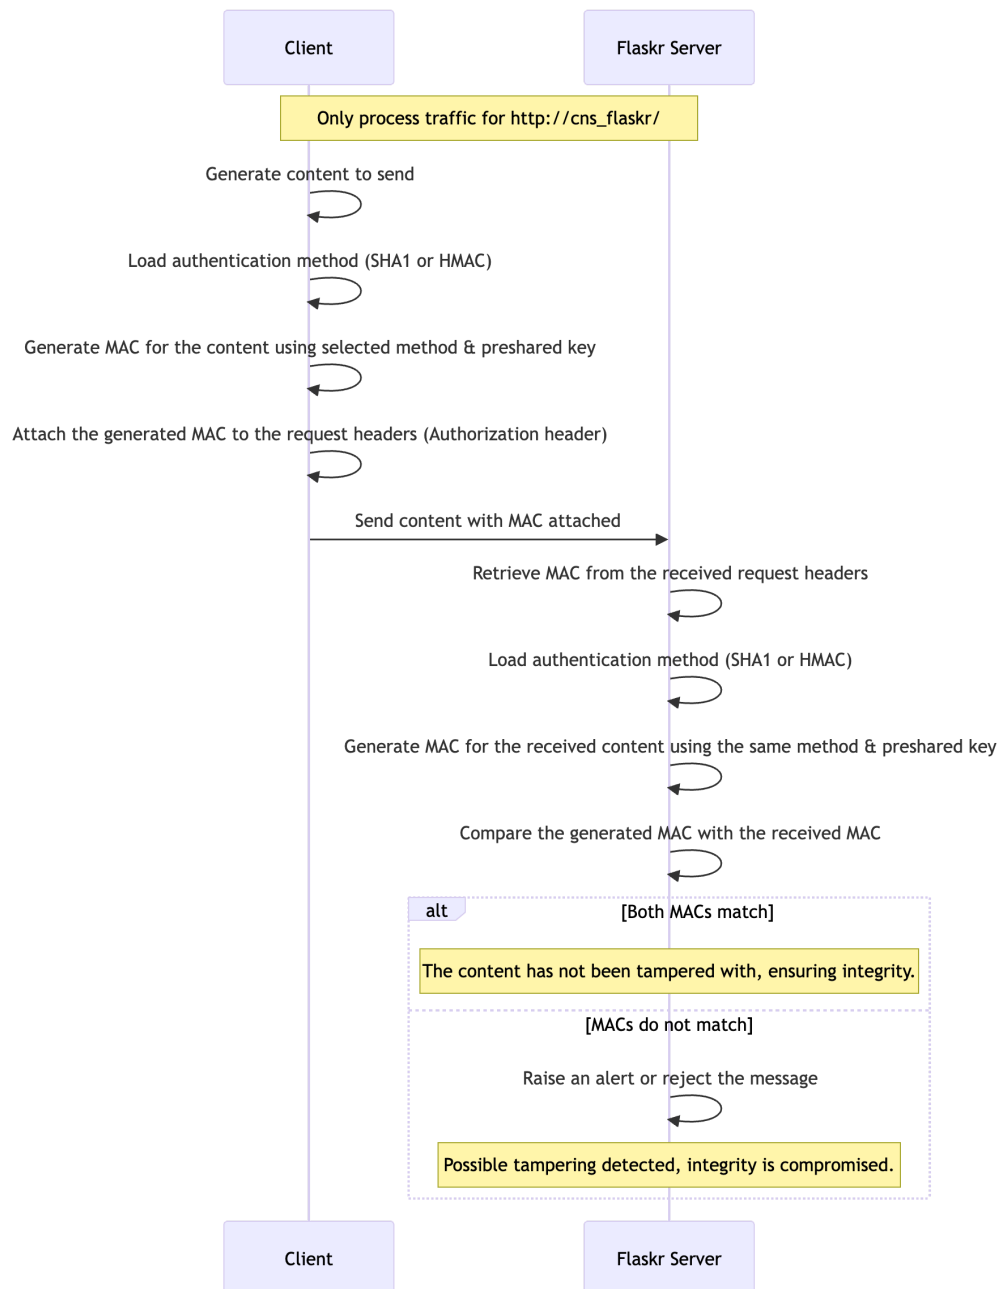 Client
Flaskr Server
Only process traffic for http://cns_flaskr/
Generate content to send
Load authentication method (SHA1 or HMAC)
Generate MAC for the content using selected method & preshared key
Attach the generated MAC to the request headers (Authorization header)
Send content with MAC attached
Retrieve MAC from the received request headers
Load authentication method (SHA1 or HMAC)
Generate MAC for the received content using the same method & preshared key
Compare the generated MAC with the received MAC
alt
[Both MACs match]
The content has not been tampered with, ensuring integrity.
[MACs do not match]
Raise an alert or reject the message
Possible tampering detected, integrity is compromised.
Client
Flaskr Server